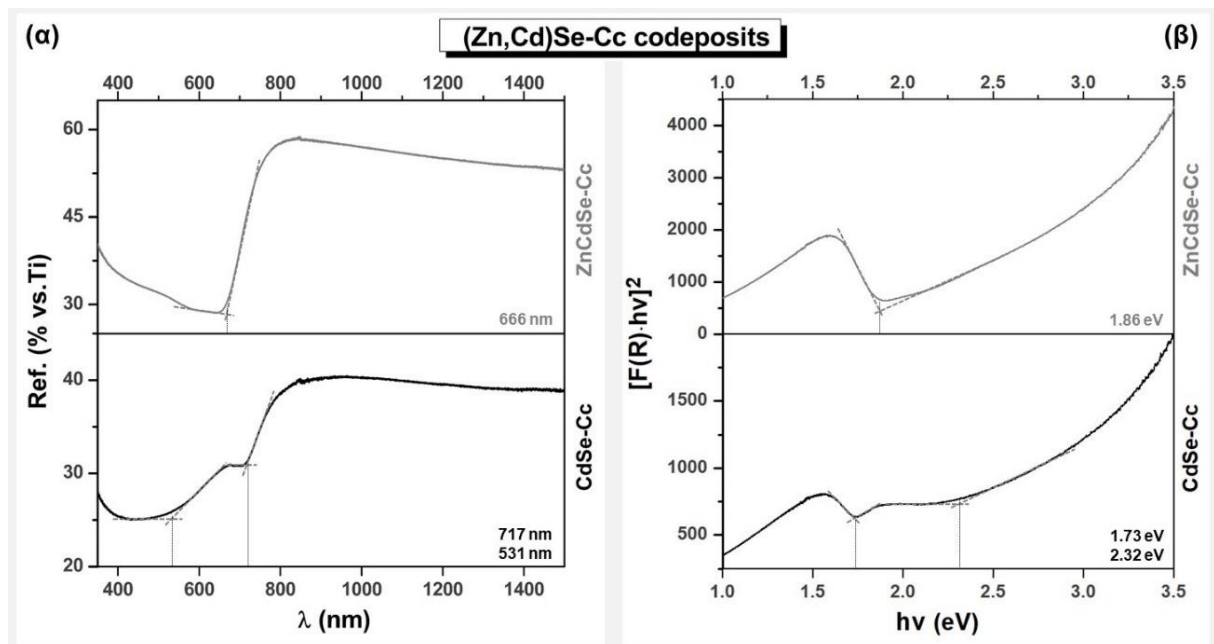 (α)
(Zn,Cd)Se-Cc codeposits
(β)
400 600 800 1000 1200 1400
60
45
30
ZnCdSe-Cc
666 nm
Ref. (% vs.Ti)
40
30
20
CdSe-Cc
717 nm
531 nm
400 600 800 1000 1200 1400
λ (nm)
1.0 1.5 2.0 2.5 3.0 3.5
4000
3000
2000
1000
0
ZnCdSe-Cc
1.86 eV
[F(R)·hν]²
1500
1000
750
500
250
CdSe-Cc
1.73 eV
2.32 eV
1.0 1.5 2.0 2.5 3.0 3.5
hν (eV)